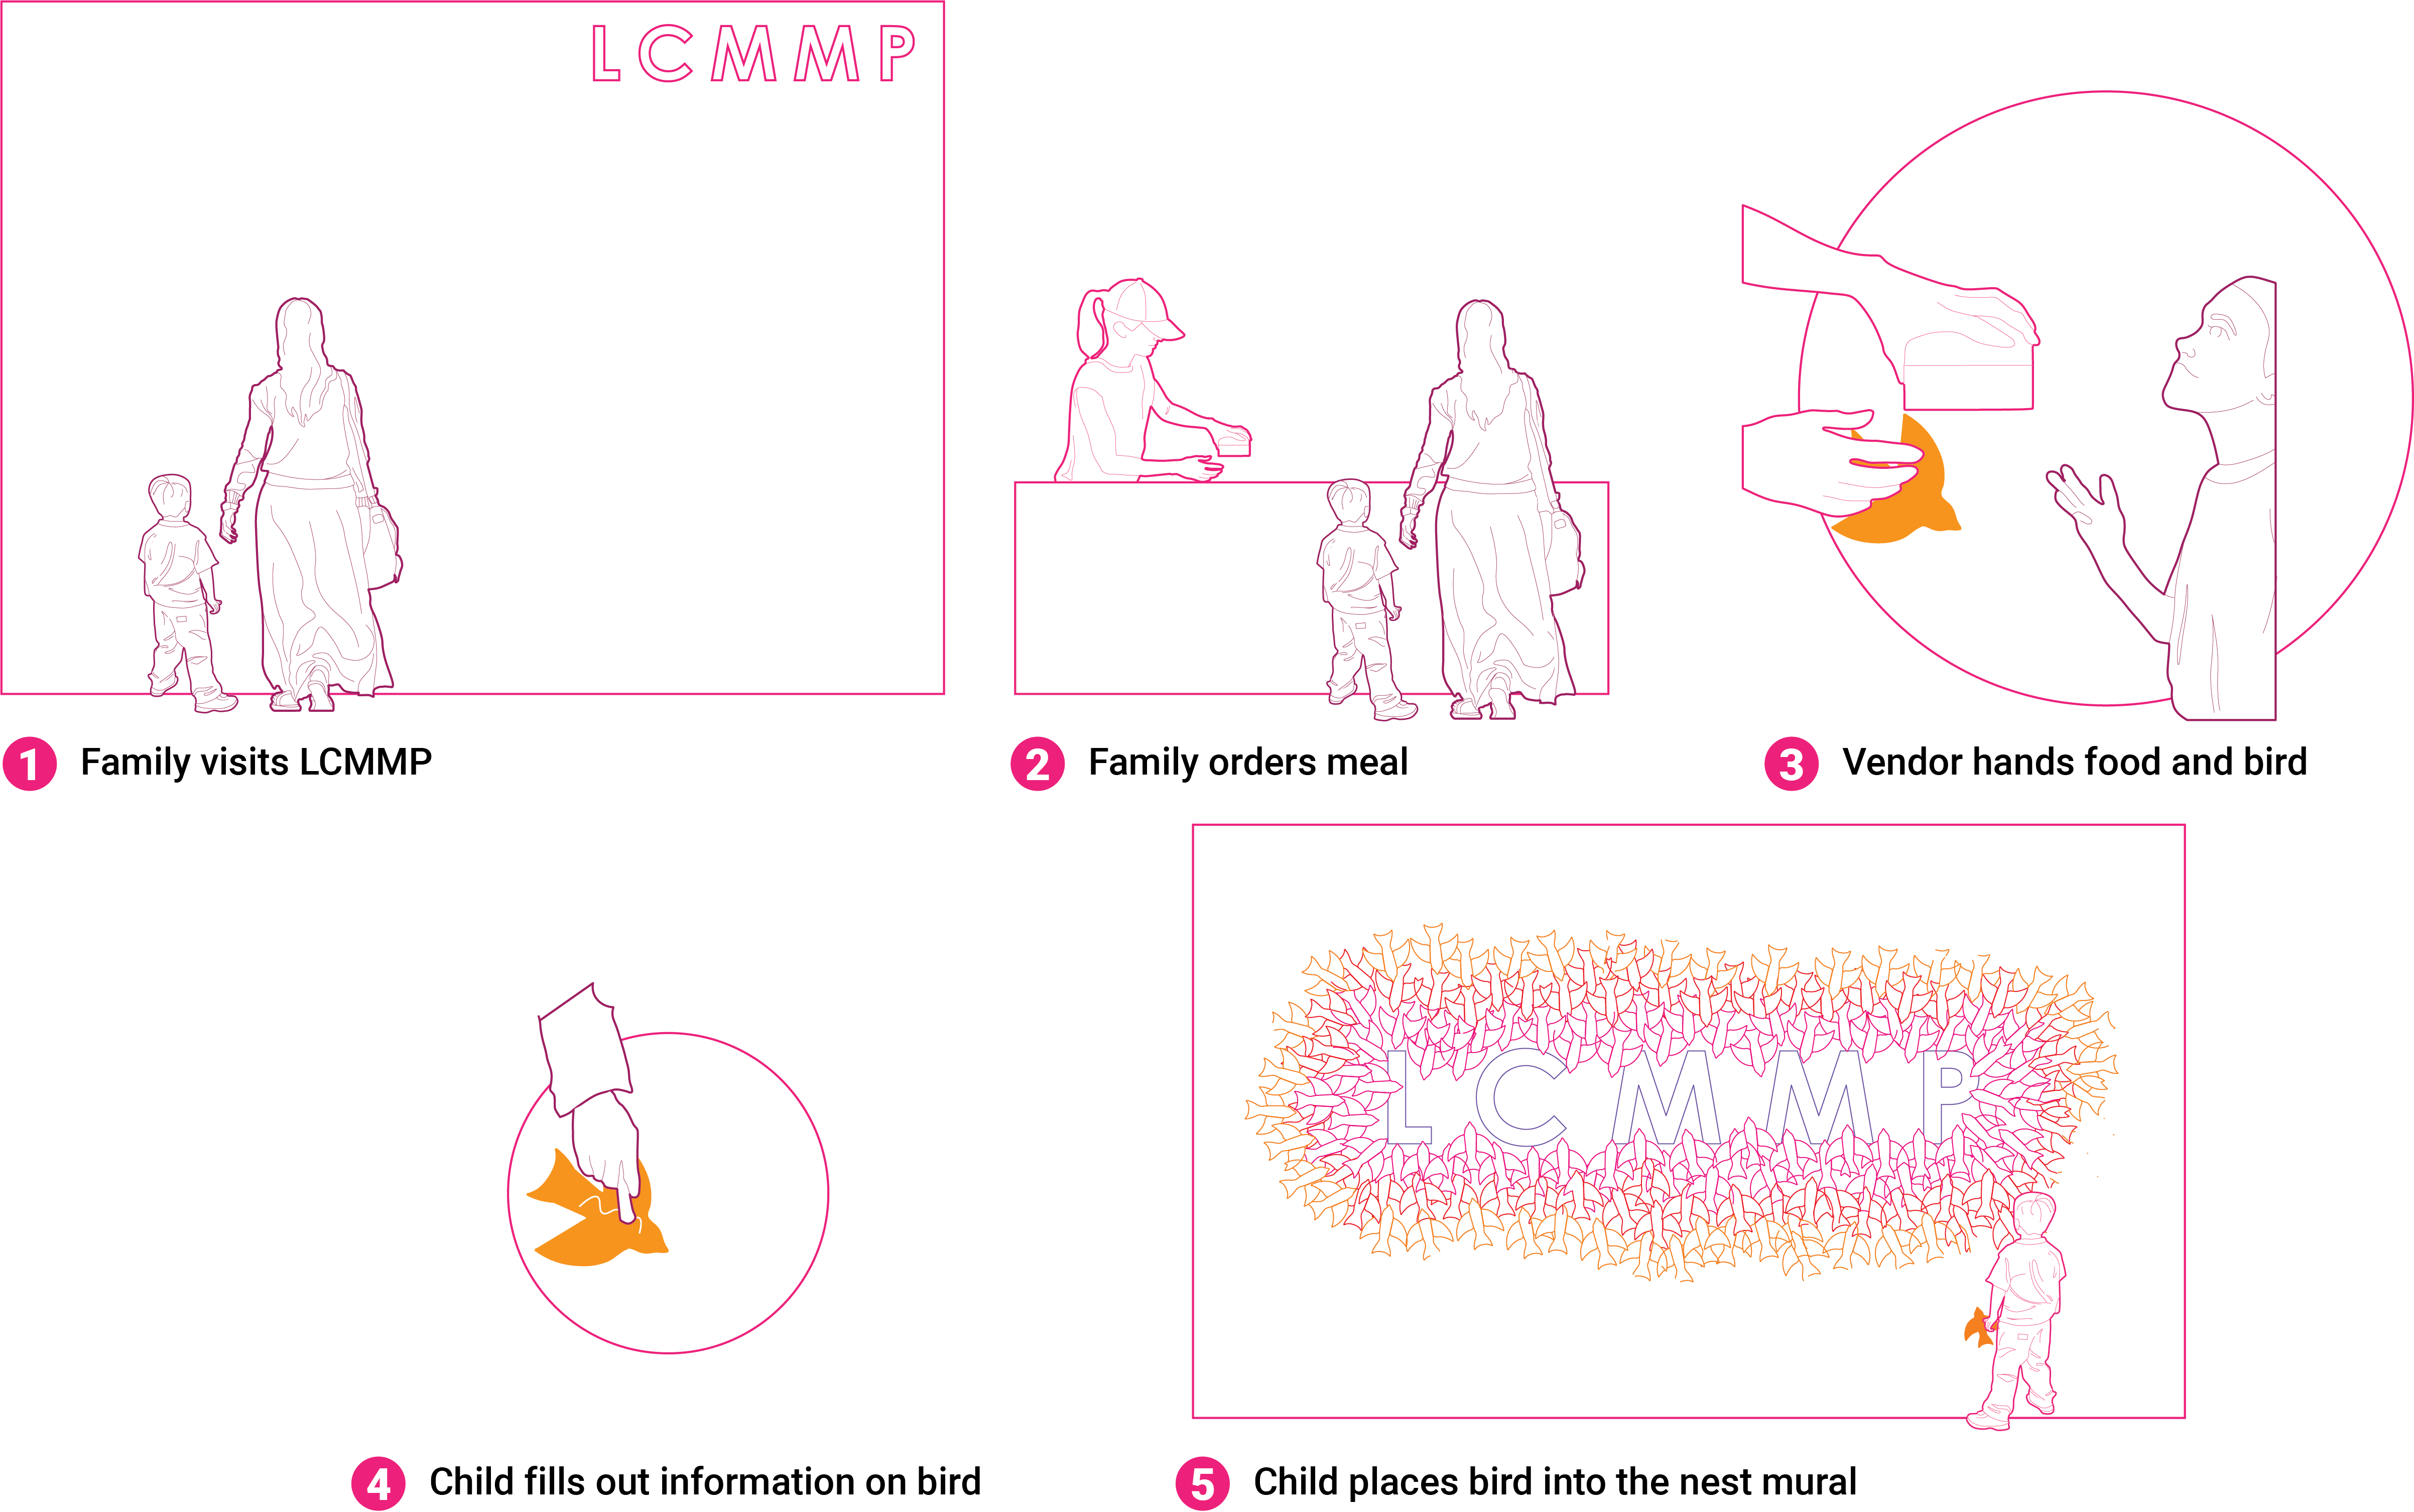 LCMMP
1 Family visits LCMMP
2 Family orders meal
3 Vendor hands food and bird
LCMMP
4 Child fills out information on bird
5 Child places bird into the nest mural